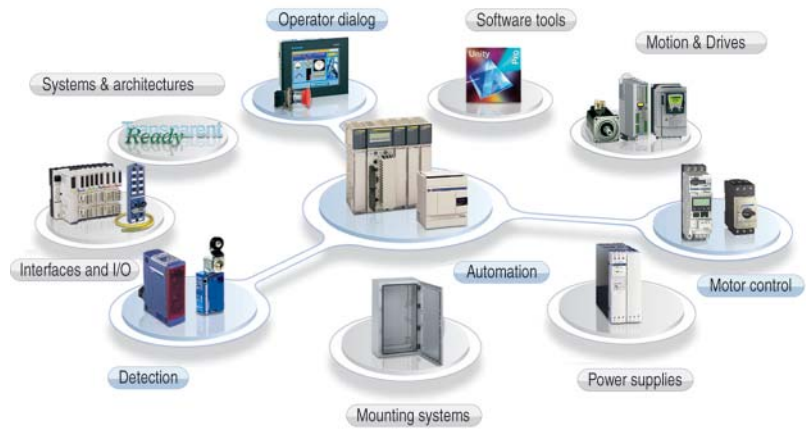 Operator dialog
Software tools
Motion & Drives
Systems & architectures
Unity
Pro
Transparent
Ready
Interfaces and I/O
Automation
Motor control
Detection
Power supplies
Mounting systems